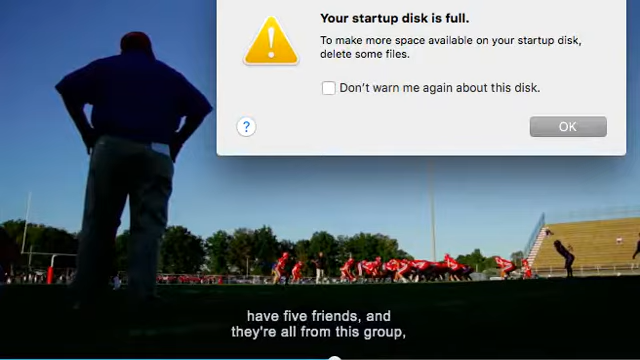 Your startup disk is full.
To make more space available on your startup disk,
delete some files.
Don't warn me again about this disk.
?
OK
have five friends, and
they're all from this group,